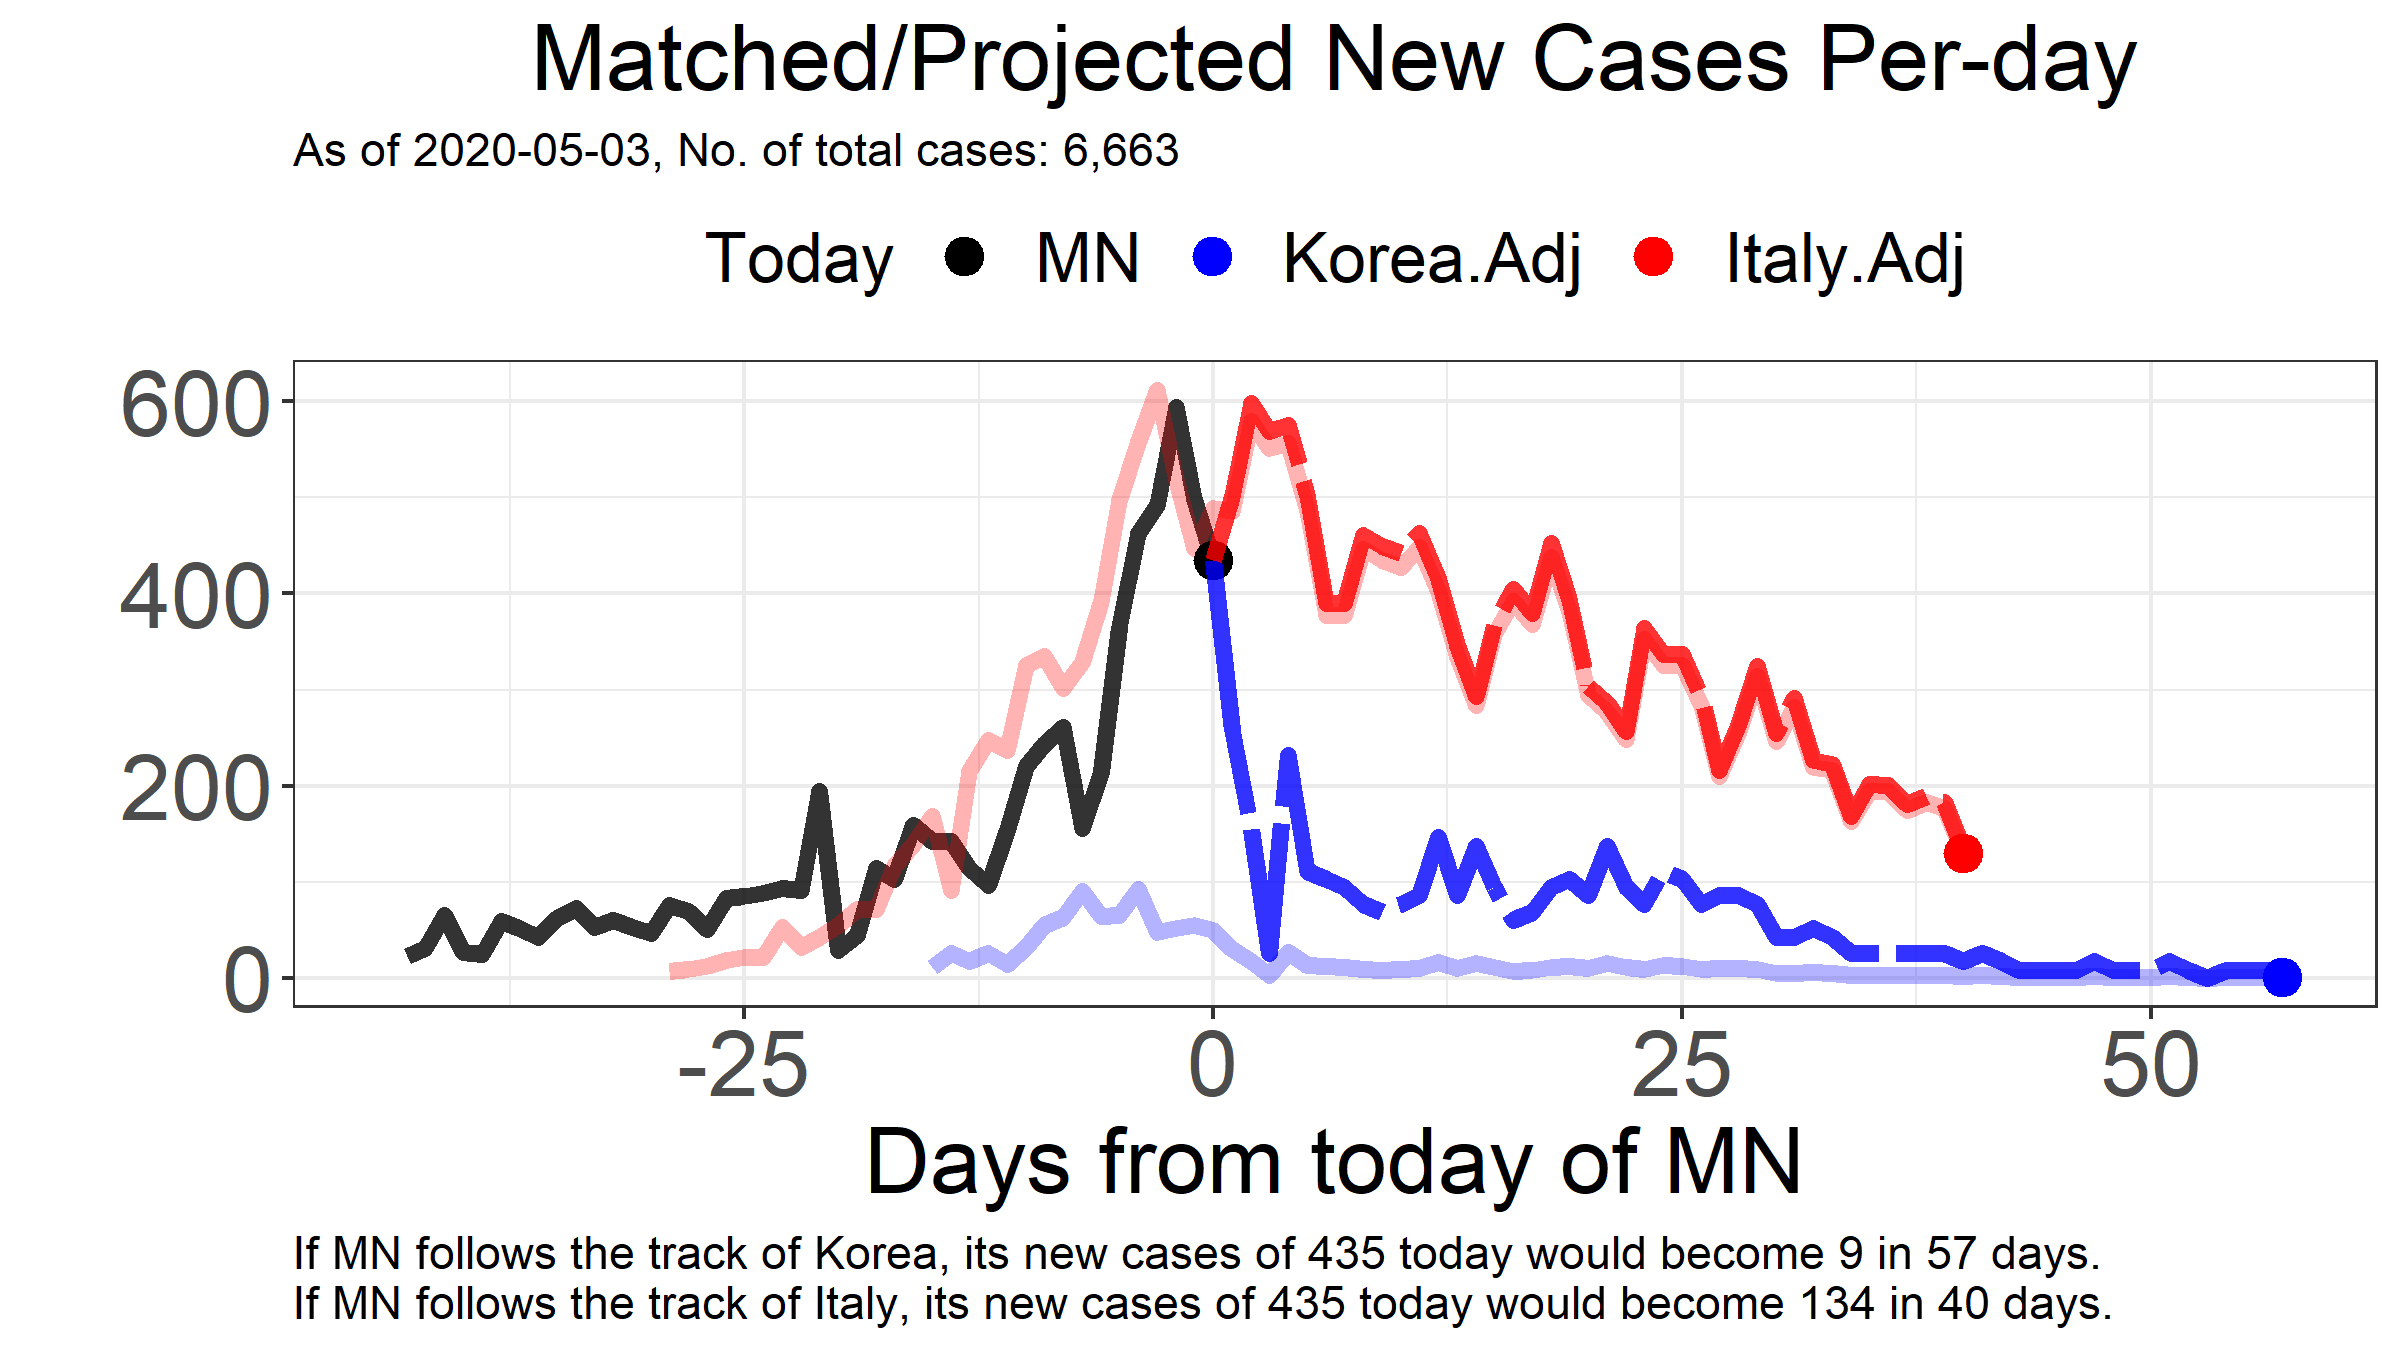 Matched/Projected New Cases Per-day
As of 2020-05-03, No. of total cases: 6,663
Today MN Korea.Adj Italy.Adj
600
400
200
0
-25 0 25 50
Days from today of MN
If MN follows the track of Korea, its new cases of 435 today would become 9 in 57 days.
If MN follows the track of Italy, its new cases of 435 today would become 134 in 40 days.